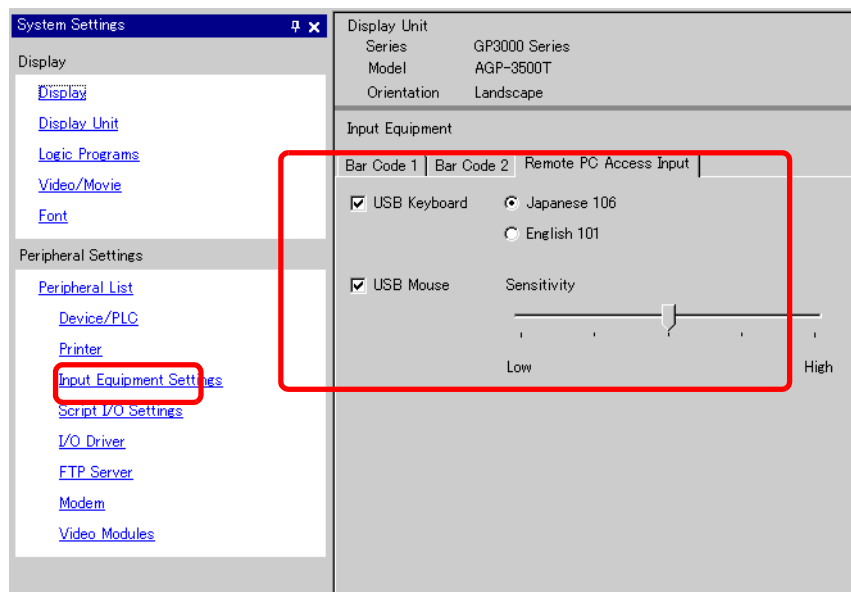 System Settings
Display
Display
Display Unit
Logic Programs
Video/Movie
Font
Peripheral Settings
Peripheral List
Device/PLC
Printer
Input Equipment Settings
Script I/O Settings
I/O Driver
FTP Server
Modem
Video Modules
Display Unit
Series GP3000 Series
Model AGP-3500T
Orientation Landscape
Input Equipment
Bar Code 1 Bar Code 2 Remote PC Access Input
USB Keyboard Japanese 106
English 101
USB Mouse Sensitivity
Low High